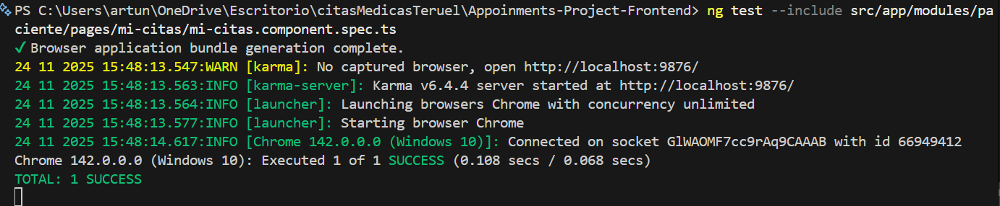 PS C:\Users\artun\OneDrive\Escritorio\citasMedicasTeruel\Appoinments-Project-Frontend> ng test --include src/app/modules/pa
ciente/pages/mi-citas/mi-citas.component.spec.ts
✓ Browser application bundle generation complete.
24 11 2025 15:48:13.547:WARN [karma]: No captured browser, open http://localhost:9876/
24 11 2025 15:48:13.563:INFO [karma-server]: Karma v6.4.4 server started at http://localhost:9876/
24 11 2025 15:48:13.564:INFO [launcher]: Launching browsers Chrome with concurrency unlimited
24 11 2025 15:48:13.577:INFO [launcher]: Starting browser Chrome
24 11 2025 15:48:14.617:INFO [Chrome 142.0.0.0 (Windows 10)]: Connected on socket GlWAOMF7cc9rAq9CAAAB with id 66949412
Chrome 142.0.0.0 (Windows 10): Executed 1 of 1 SUCCESS (0.108 secs / 0.068 secs)
TOTAL: 1 SUCCESS